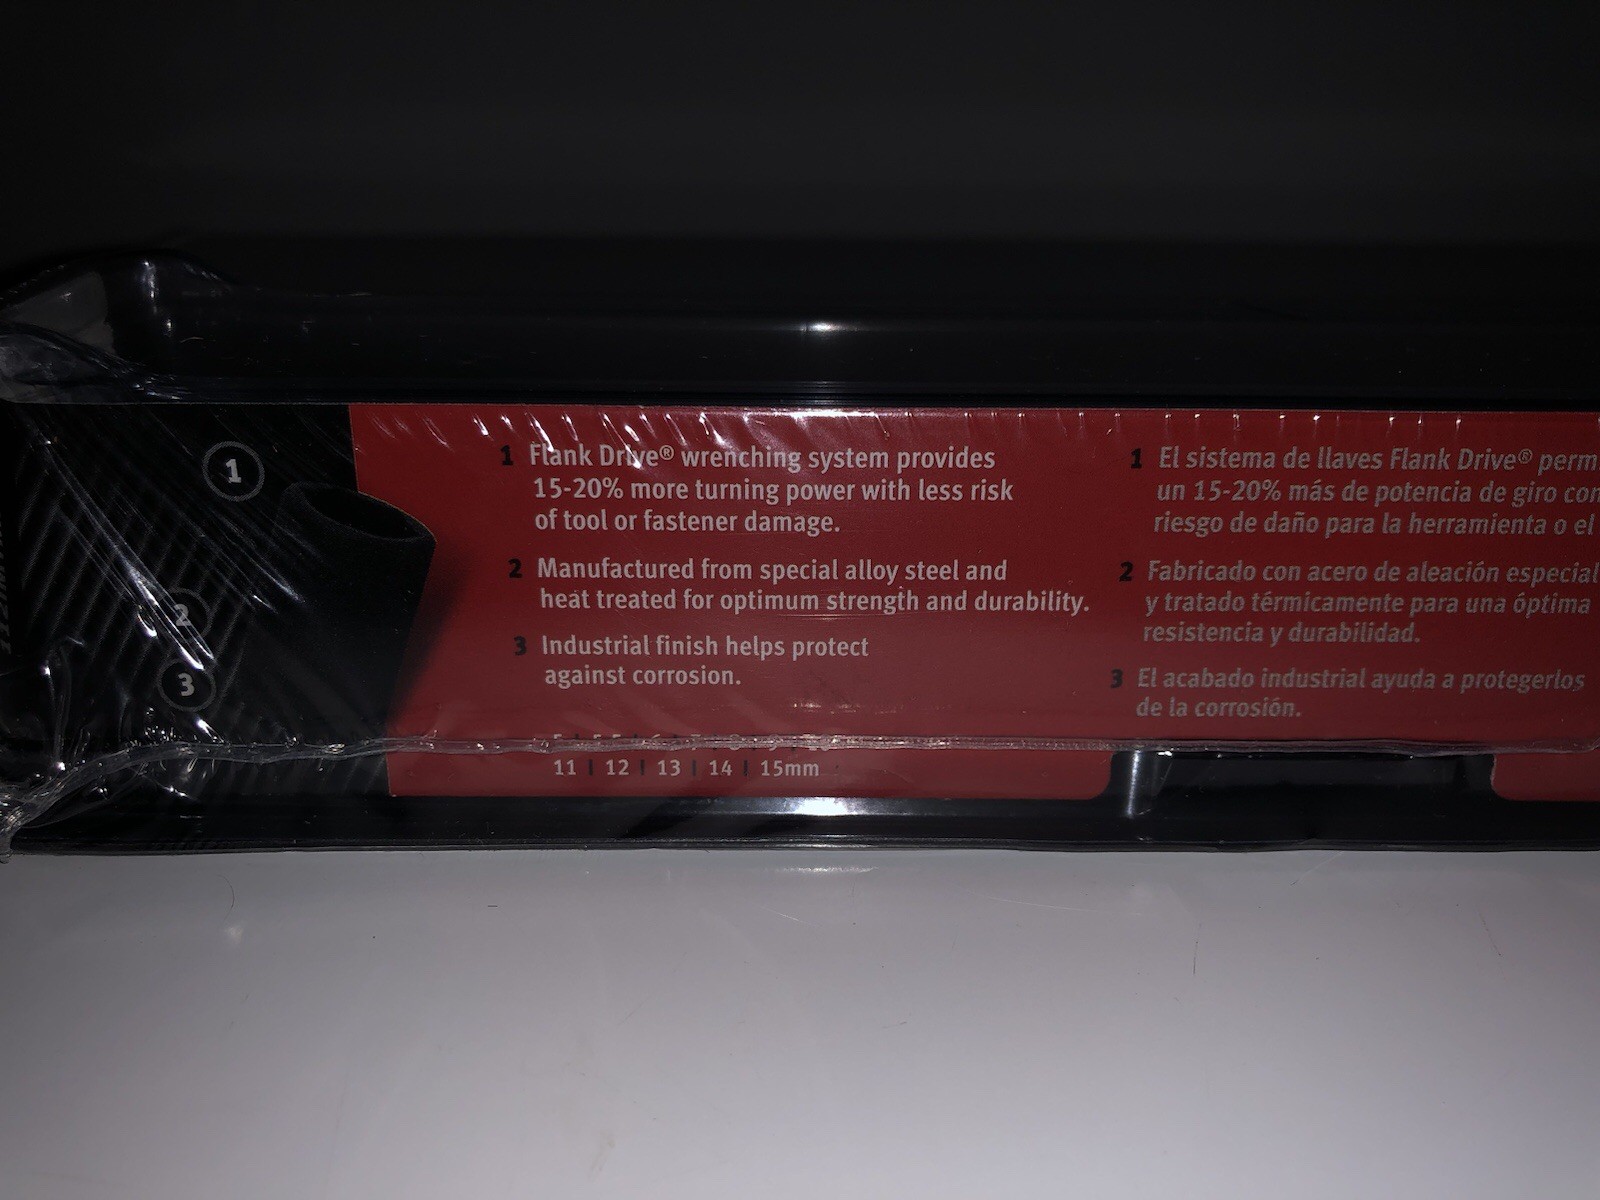 1
2
3
1 Flank Drive® wrenching system provides
15-20% more turning power with less risk
of tool or fastener damage.
2 Manufactured from special alloy steel and
heat treated for optimum strength and durability.
3 Industrial finish helps protect
against corrosion.
11 | 12 | 13 | 14 | 15mm
1 El sistema de llaves Flank Drive® perm
un 15-20% más de potencia de giro con
riesgo de daño para la herramienta o el
2 Fabricado con acero de aleación especial
y tratado térmicamente para una óptima
resistencia y durabilidad.
3 El acabado industrial ayuda a protegerlos
de la corrosión.